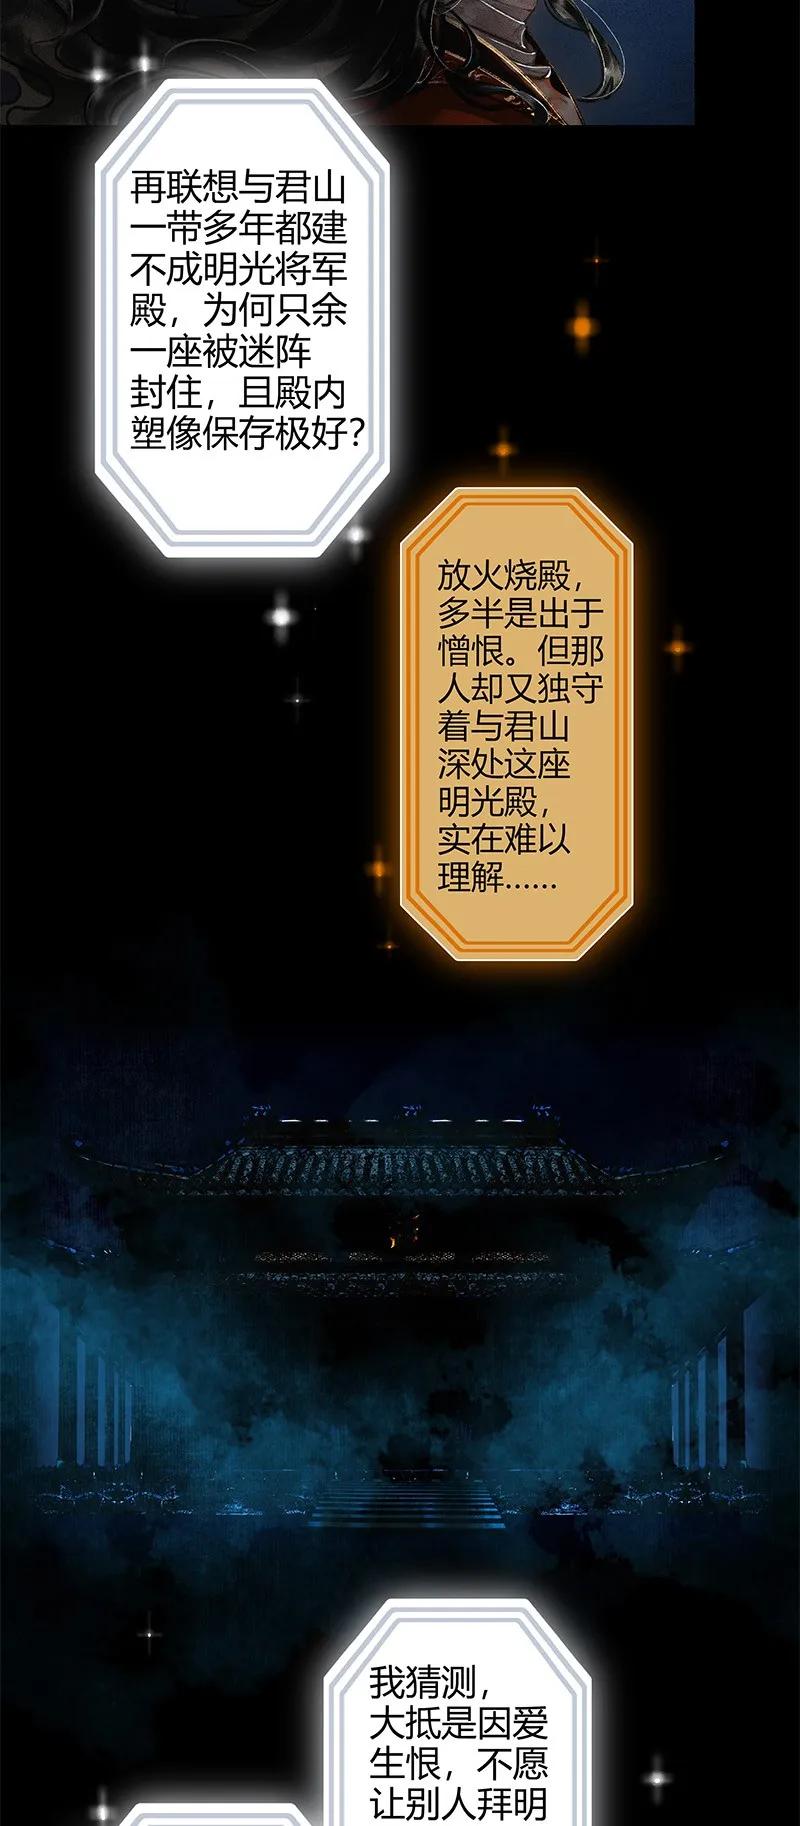 再联想与君山
一带多年都建
不成明光将军
殿，为何只余
一座被迷阵
封住，且殿内
塑像保存极好？
放火烧殿，
多半是出于
憎恨。但那
人却又独守
着与君山
深处这座
明光殿，
实在难以
理解……
我猜测，
大抵是因爱
生恨，不愿
让别人拜明